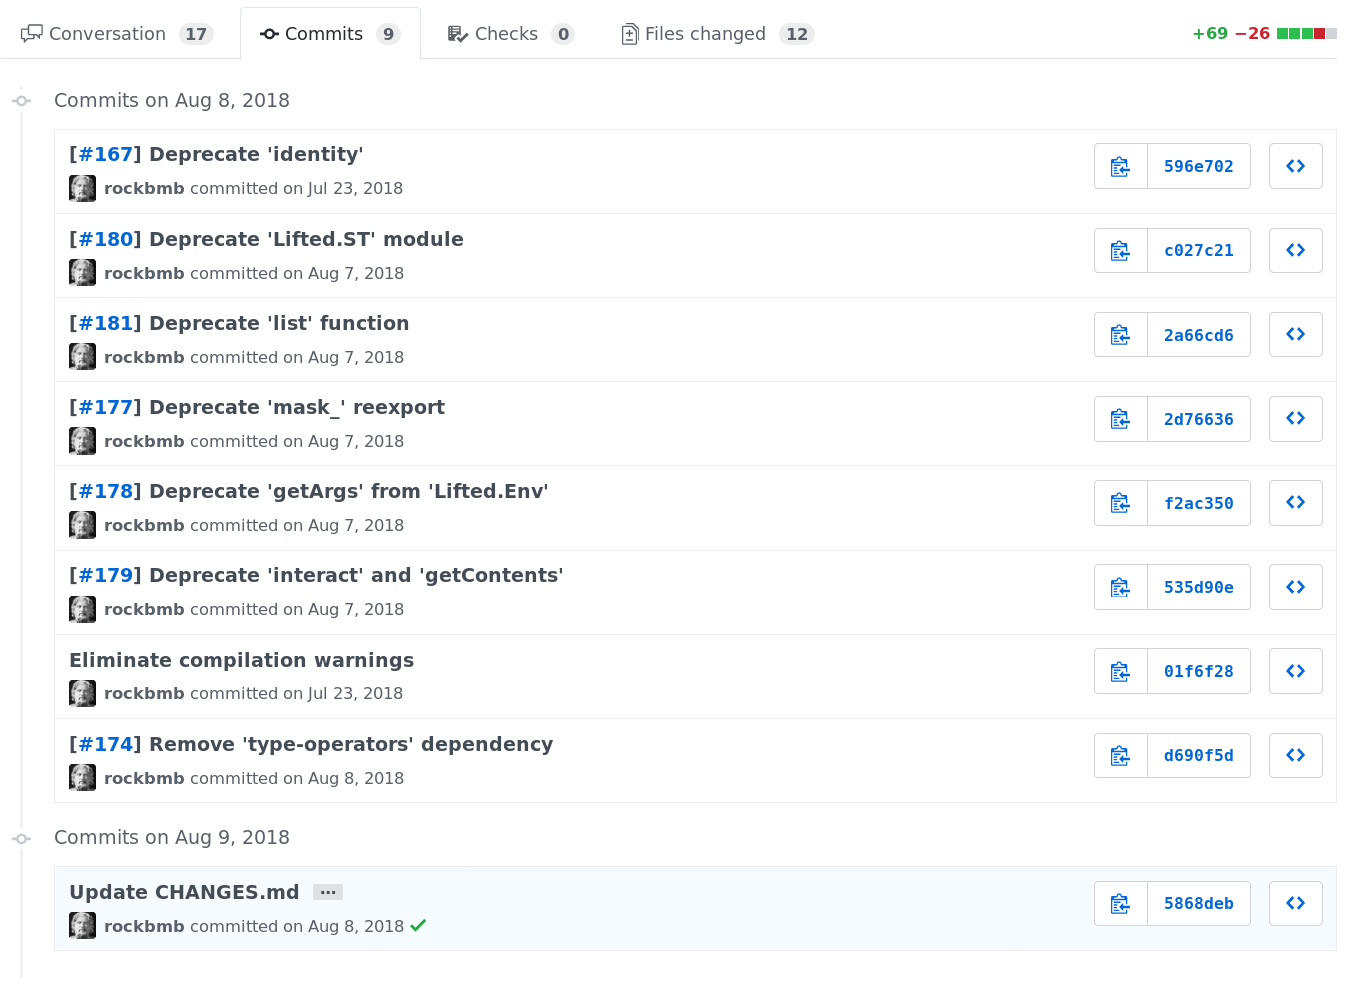 Conversation 17 Commits 9 Checks 0 Files changed 12 +69 −26
Commits on Aug 8, 2018
[#167] Deprecate 'identity'
rockbmb committed on Jul 23, 2018
596e702
[#180] Deprecate 'Lifted.ST' module
rockbmb committed on Aug 7, 2018
c027c21
[#181] Deprecate 'list' function
rockbmb committed on Aug 7, 2018
2a66cd6
[#177] Deprecate 'mask_' reexport
rockbmb committed on Aug 7, 2018
2d76636
[#178] Deprecate 'getArgs' from 'Lifted.Env'
rockbmb committed on Aug 7, 2018
f2ac350
[#179] Deprecate 'interact' and 'getContents'
rockbmb committed on Aug 7, 2018
535d90e
Eliminate compilation warnings
rockbmb committed on Jul 23, 2018
01f6f28
[#174] Remove 'type-operators' dependency
rockbmb committed on Aug 8, 2018
d690f5d
Commits on Aug 9, 2018
Update CHANGES.md …
rockbmb committed on Aug 8, 2018
5868deb